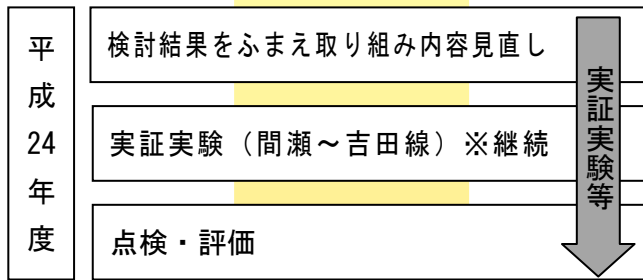 平成24年度
検討結果をふまえ取り組み内容見直し
実証実験（間瀬～吉田線）※継続
点検・評価
実証実験等